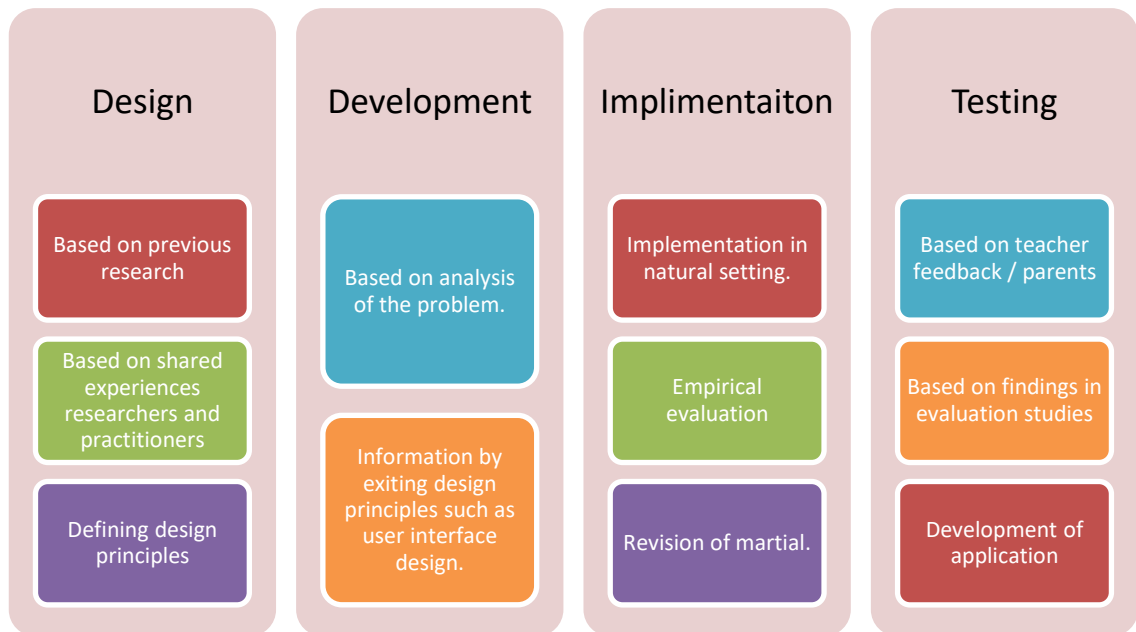 Design
Based on previous
research
Based on shared
experiences
researchers and
practitioners
Defining design
principles
Development
Based on analysis
of the problem.
Information by
exiting design
principles such as
user interface
design.
Implimentaiton
Implementation in
natural setting.
Empirical
evaluation
Revision of martial.
Testing
Based on teacher
feedback / parents
Based on findings in
evaluation studies
Development of
application